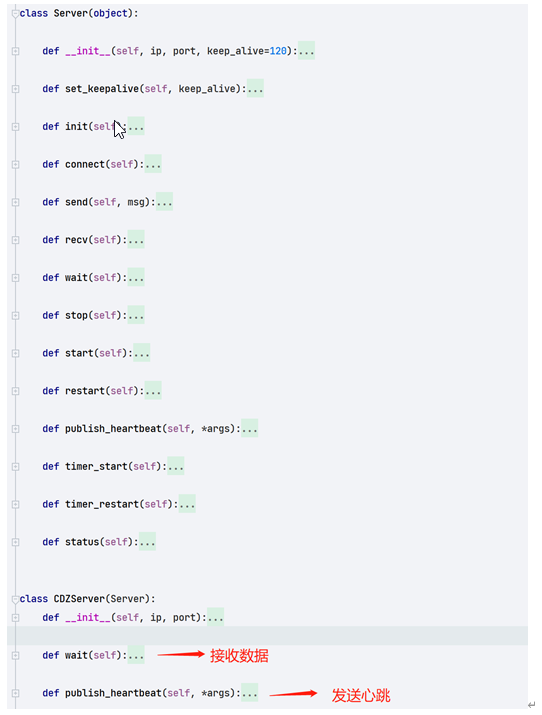 class Server(object):
def __init__(self, ip, port, keep_alive=120):...
def set_keepalive(self, keep_alive):...
def init(self):...
def connect(self):...
def send(self, msg):...
def recv(self):...
def wait(self):...
def stop(self):...
def start(self):...
def restart(self):...
def publish_heartbeat(self, *args):...
def timer_start(self):...
def timer_restart(self):...
def status(self):...
class CDZServer(Server):
def __init__(self, ip, port):...
def wait(self):... 接收数据
def publish_heartbeat(self, *args):... 发送心跳